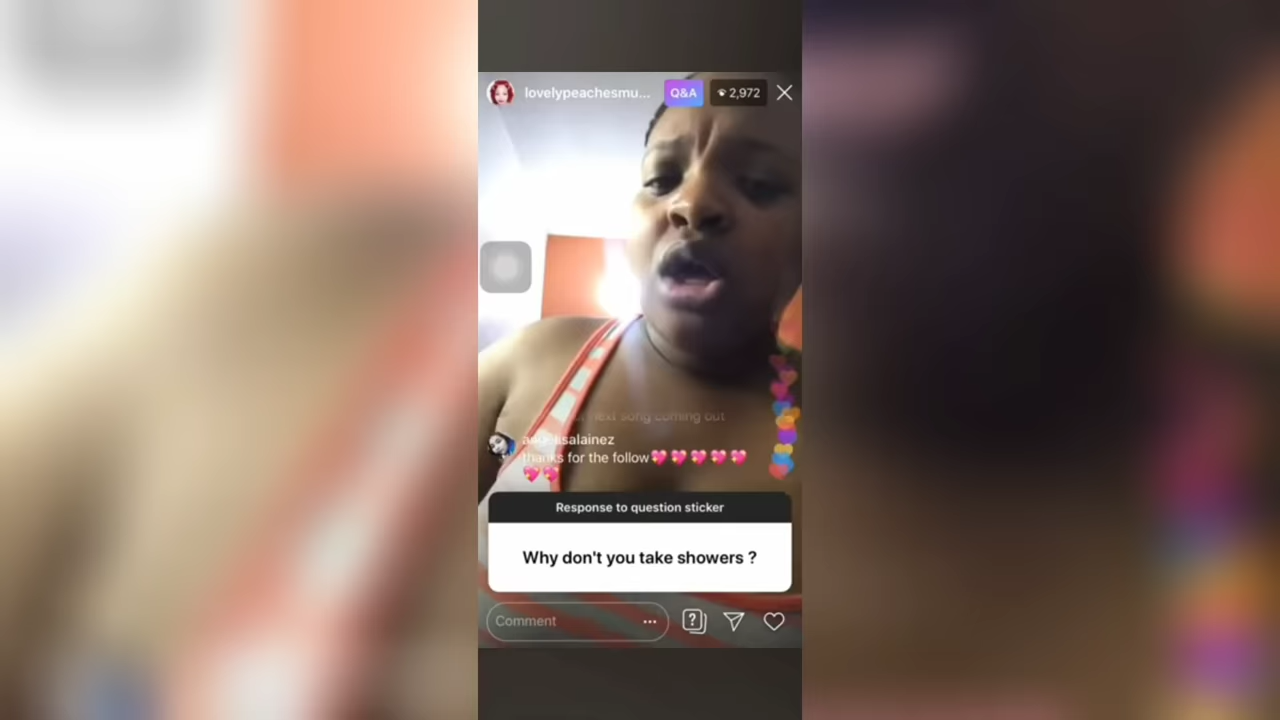 lovelypeachesmu...
Q&A
2,972
next song coming out
thanks for the follow💖💖💖💖💖
💖💖
Response to question sticker
Why don't you take showers ?
Comment